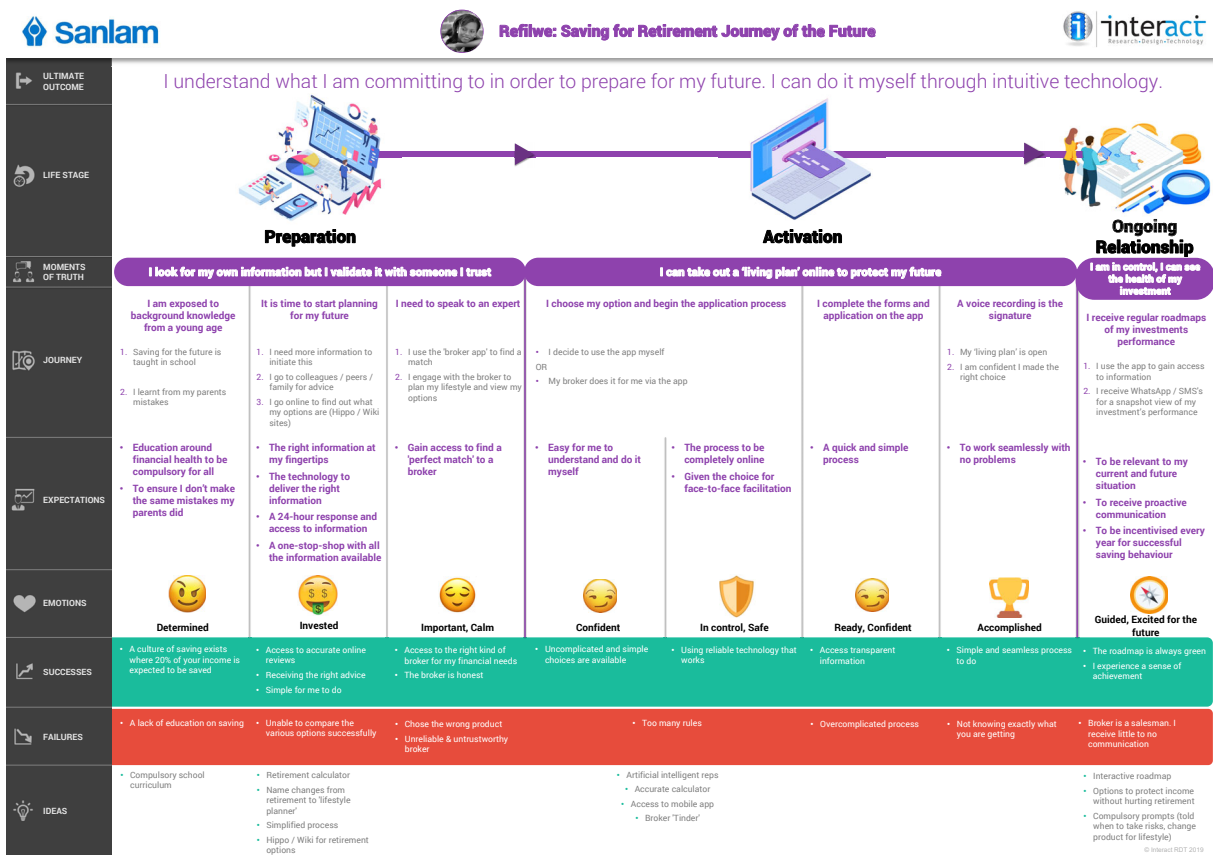 Sanlam
Refilwe: Saving for Retirement Journey of the Future
interact
Research•Design•Technology
ULTIMATE
OUTCOME
I understand what I am committing to in order to prepare for my future. I can do it myself through intuitive technology.
LIFE STAGE
Preparation
Activation
Ongoing
Relationship
MOMENTS
OF TRUTH
I look for my own information but I validate it with someone I trust
I can take out a ‘living plan’ online to protect my future
I am in control, I can see
the health of my
investment
JOURNEY
I am exposed to
background knowledge
from a young age
1. Saving for the future is
taught in school
2. I learnt from my parents
mistakes
It is time to start planning
for my future
1. I need more information to
initiate this
2. I go to colleagues / peers /
family for advice
3. I go online to find out what
my options are (Hippo / Wiki
sites)
I need to speak to an expert
1. I use the ‘broker app’ to find a
match
2. I engage with the broker to
plan my lifestyle and view my
options
I choose my option and begin the application process
• I decide to use the app myself
OR
• My broker does it for me via the app
I complete the forms and
application on the app
A voice recording is the
signature
1. My ‘living plan’ is open
2. I am confident I made the
right choice
I receive regular roadmaps
of my investments
performance
1. I use the app to gain access
to information
2. I receive WhatsApp / SMS’s
for a snapshot view of my
investment’s performance
EXPECTATIONS
• Education around
financial health to be
compulsory for all
• To ensure I don’t make
the same mistakes my
parents did
• The right information at
my fingertips
• The technology to
deliver the right
information
• A 24-hour response and
access to information
• A one-stop-shop with all
the information available
• Gain access to find a
‘perfect match’ to a
broker
• Easy for me to
understand and do it
myself
• The process to be
completely online
• Given the choice for
face-to-face facilitation
• A quick and simple
process
• To work seamlessly with
no problems
• To be relevant to my
current and future
situation
• To receive proactive
communication
• To be incentivised every
year for successful
saving behaviour
EMOTIONS
Determined
Invested
Important, Calm
Confident
In control, Safe
Ready, Confident
Accomplished
Guided, Excited for the
future
SUCCESSES
• A culture of saving exists
where 20% of your income is
expected to be saved
• Access to accurate online
reviews
• Receiving the right advice
• Simple for me to do
• Access to the right kind of
broker for my financial needs
• The broker is honest
• Uncomplicated and simple
choices are available
• Using reliable technology that
works
• Access transparent
information
• Simple and seamless process
to do
• The roadmap is always green
• I experience a sense of
achievement
FAILURES
• A lack of education on saving
• Unable to compare the
various options successfully
• Chose the wrong product
• Unreliable & untrustworthy
broker
• Too many rules
• Overcomplicated process
• Not knowing exactly what
you are getting
• Broker is a salesman. I
receive little to no
communication
IDEAS
• Compulsory school
curriculum
• Retirement calculator
• Name changes from
retirement to ‘lifestyle
planner’
• Simplified process
• Hippo / Wiki for retirement
options
• Artificial intelligent reps
• Accurate calculator
• Access to mobile app
• Broker ‘Tinder’
• Interactive roadmap
• Options to protect income
without hurting retirement
• Compulsory prompts (told
when to take risks, change
product for lifestyle)
© Interact RDT 2019